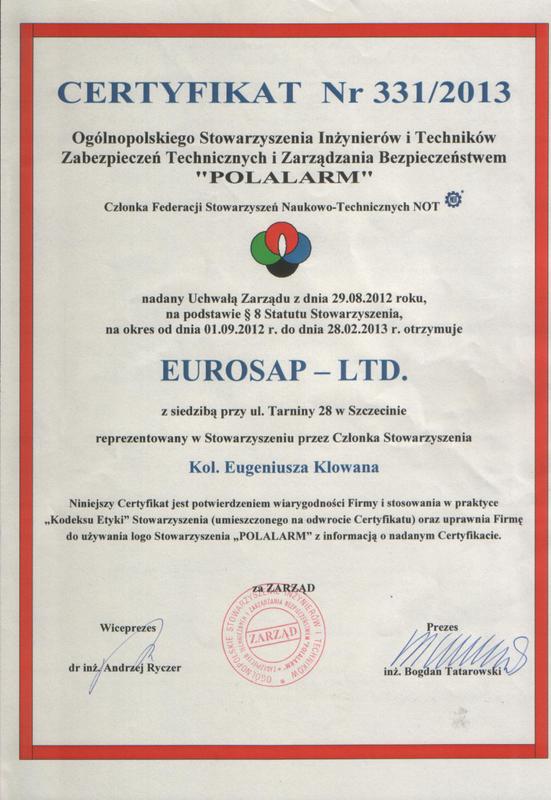 CERTYFIKAT Nr 331/2013
Ogólnopolskiego Stowarzyszenia Inżynierów i Techników
Zabezpieczeń Technicznych i Zarządzania Bezpieczeństwem
"POLALARM"
Członka Federacji Stowarzyszeń Naukowo-Technicznych NOT
nadany Uchwałą Zarządu z dnia 29.08.2012 roku,
na podstawie § 8 Statutu Stowarzyszenia,
na okres od dnia 01.09.2012 r. do dnia 28.02.2013 r. otrzymuje
EUROSAP – LTD.
z siedzibą przy ul. Tarniny 28 w Szczecinie
reprezentowany w Stowarzyszeniu przez Członka Stowarzyszenia
Kol. Eugeniusza Klowana
Niniejszy Certyfikat jest potwierdzeniem wiarygodności Firmy i stosowania w praktyce
„Kodeksu Etyki” Stowarzyszenia (umieszczonego na odwrocie Certyfikatu) oraz uprawnia Firmę
do używania logo Stowarzyszenia „POLALARM” z informacją o nadanym Certyfikacie.
za ZARZĄD
Wiceprezes
Prezes
OGÓLNOPOLSKIE STOWARZYSZENIE INŻYNIERÓW I TECHNIKÓW
ZARZĄD
dr inż. Andrzej Ryczer
inż. Bogdan Tatarowski